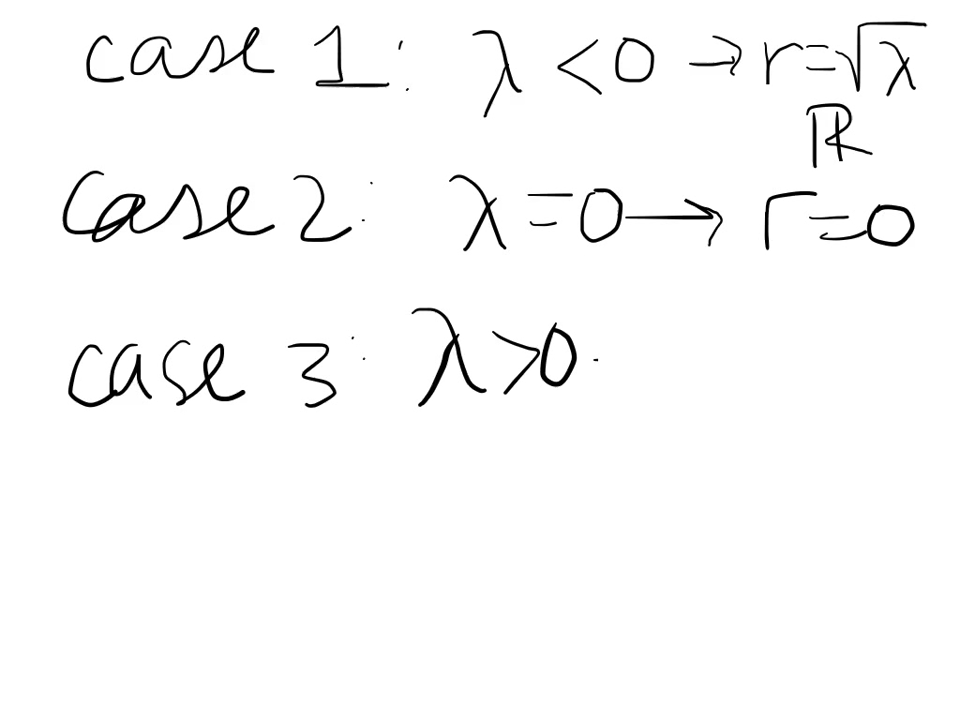 case 1: λ < 0 → r = √λ
ℝ
case 2: λ = 0 → r = 0
case 3: λ > 0